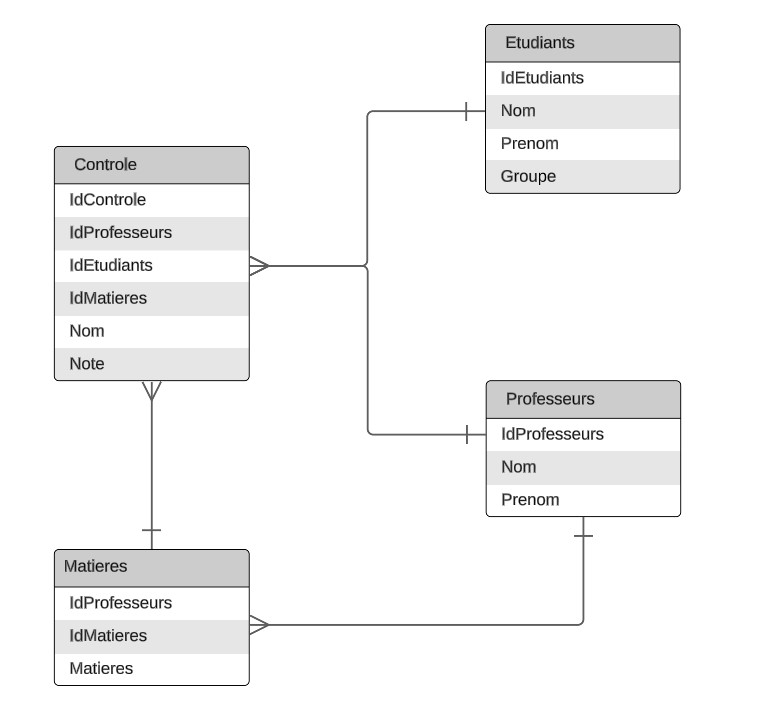 Etudiants
IdEtudiants
Nom
Prenom
Groupe
Controle
IdControle
IdProfesseurs
IdEtudiants
IdMatieres
Nom
Note
Professeurs
IdProfesseurs
Nom
Prenom
Matieres
IdProfesseurs
IdMatieres
Matieres